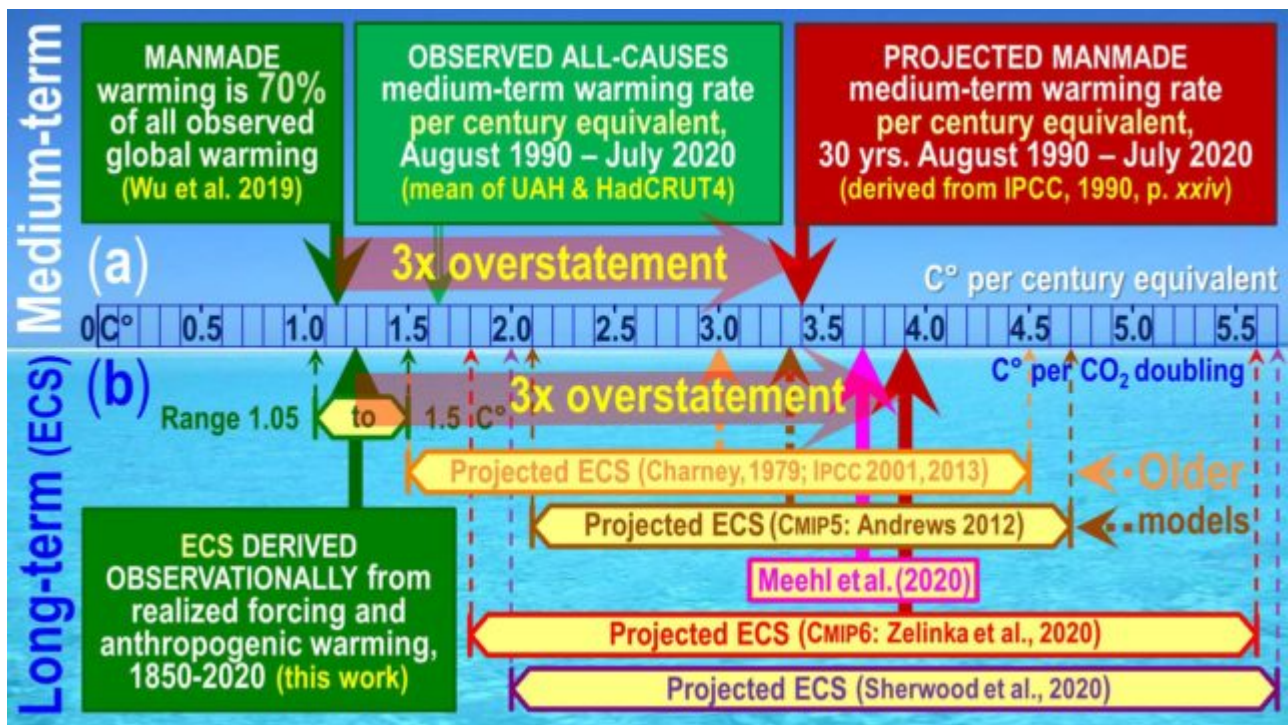 Medium-term
MANMADE
warming is 70%
of all observed
global warming
(Wu et al. 2019)
OBSERVED ALL-CAUSES
medium-term warming rate
per century equivalent,
August 1990 – July 2020
(mean of UAH & HadCRUT4)
PROJECTED MANMADE
medium-term warming rate
per century equivalent,
30 yrs. August 1990 – July 2020
(derived from IPCC, 1990, p. xxiv)
(a)
3x overstatement
C° per century equivalent
0 C° 0.5 1.0 1.5 2.0 2.5 3.0 3.5 4.0 4.5 5.0 5.5
Long-term (ECS)
(b)
3x overstatement
C° per CO₂ doubling
Range 1.05 to 1.5 C°
Projected ECS (Charney, 1979; IPCC 2001, 2013)
Older
Projected ECS (CMIP5: Andrews 2012)
models
ECS DERIVED
OBSERVATIONALLY from
realized forcing and
anthropogenic warming,
1850-2020 (this work)
Meehl et al. (2020)
Projected ECS (CMIP6: Zelinka et al., 2020)
Projected ECS (Sherwood et al., 2020)